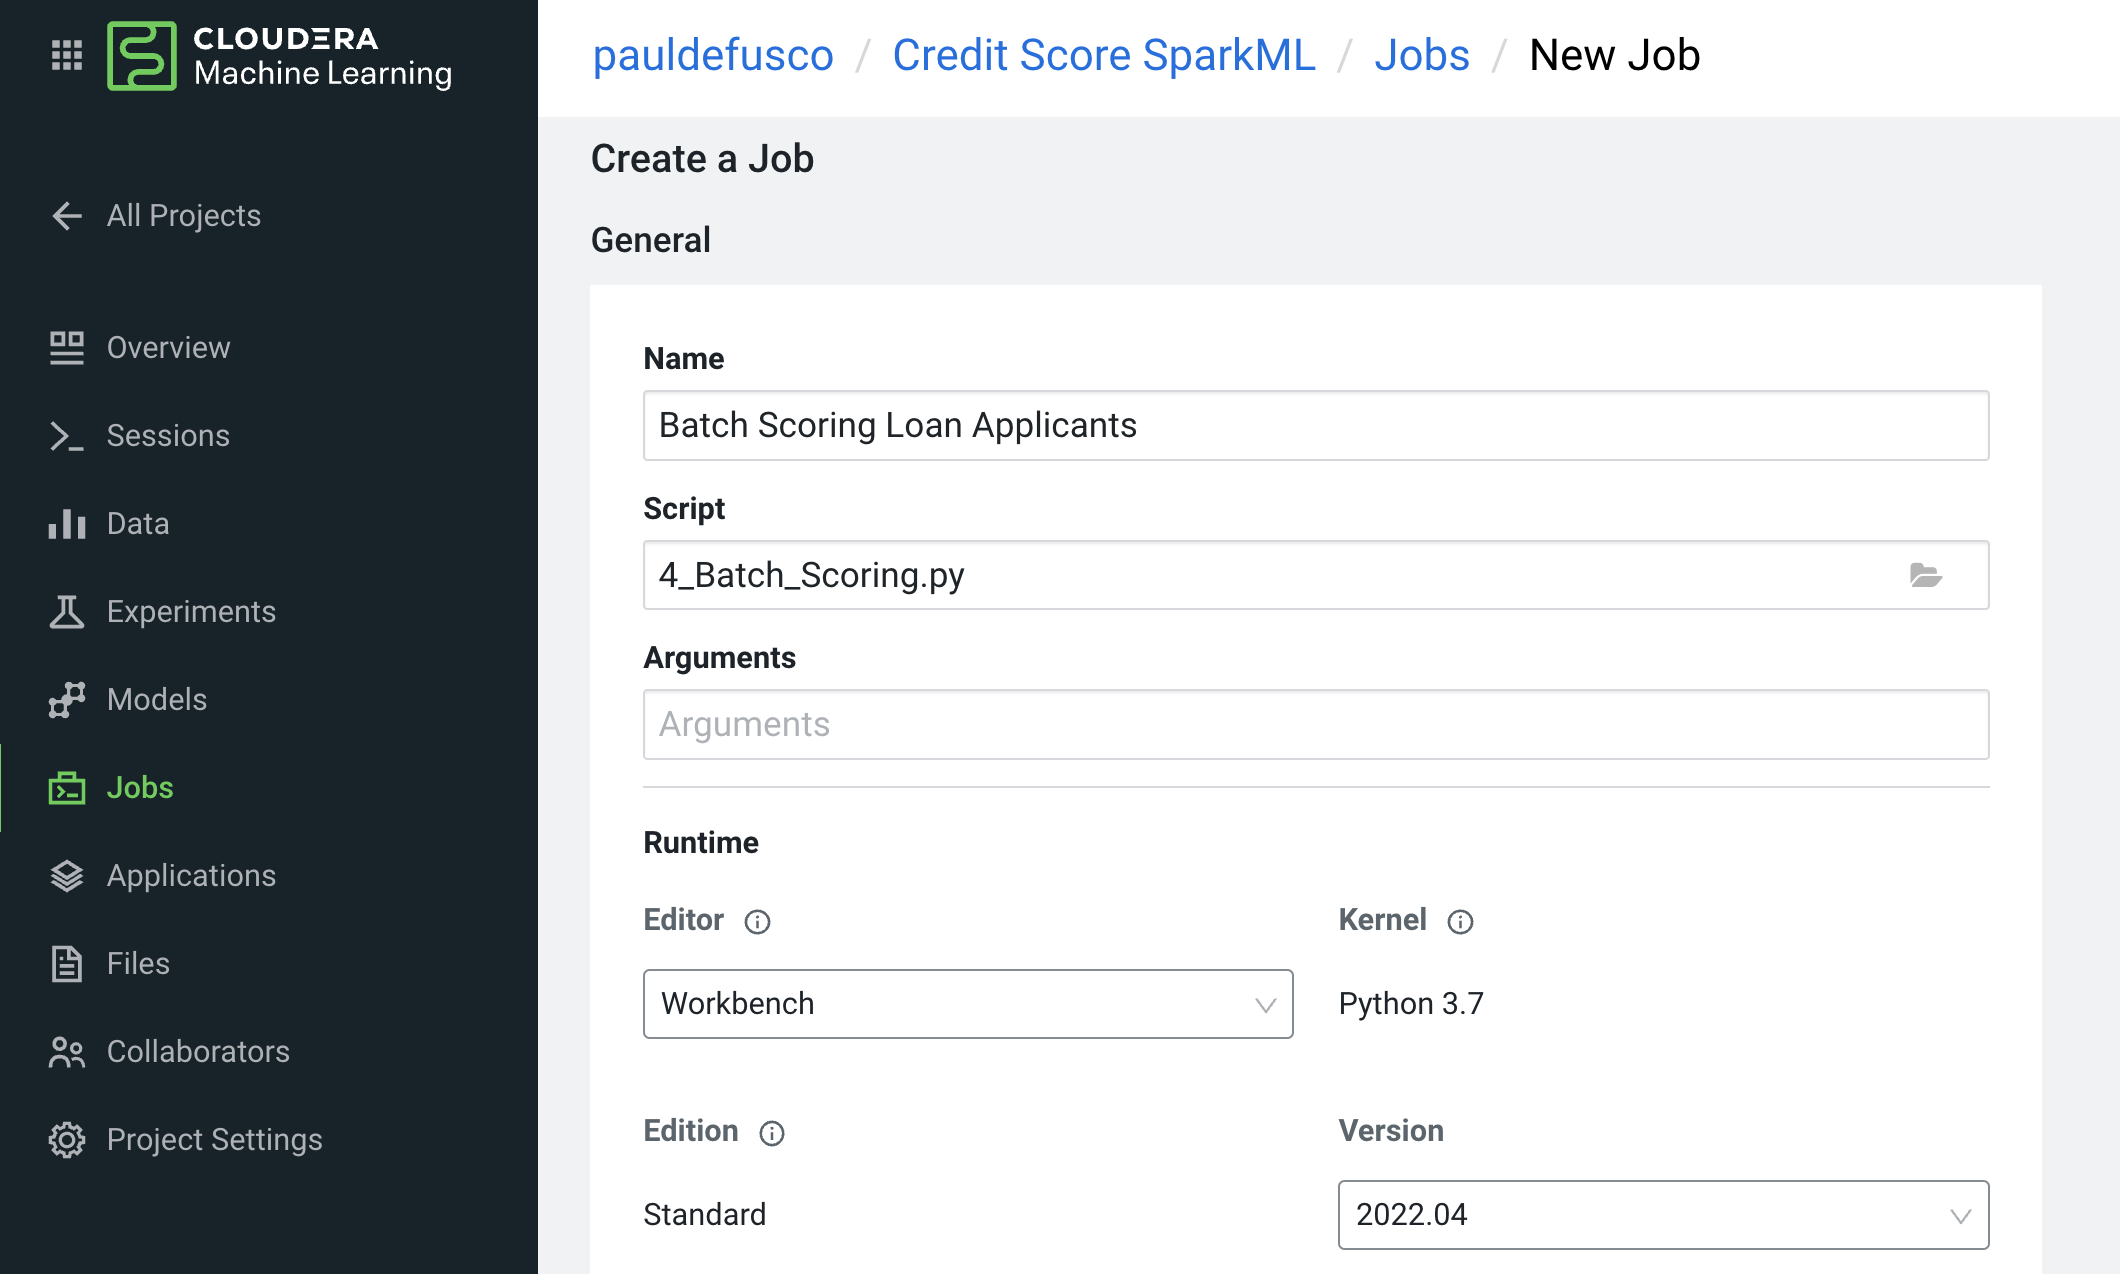 CLOUDERA
Machine Learning
All Projects
Overview
Sessions
Data
Experiments
Models
Jobs
Applications
Files
Collaborators
Project Settings
pauldefusco / Credit Score SparkML / Jobs / New Job
Create a Job
General
Name
Batch Scoring Loan Applicants
Script
4_Batch_Scoring.py
Arguments
Arguments
Runtime
Editor
Kernel
Workbench
Python 3.7
Edition
Version
Standard
2022.04